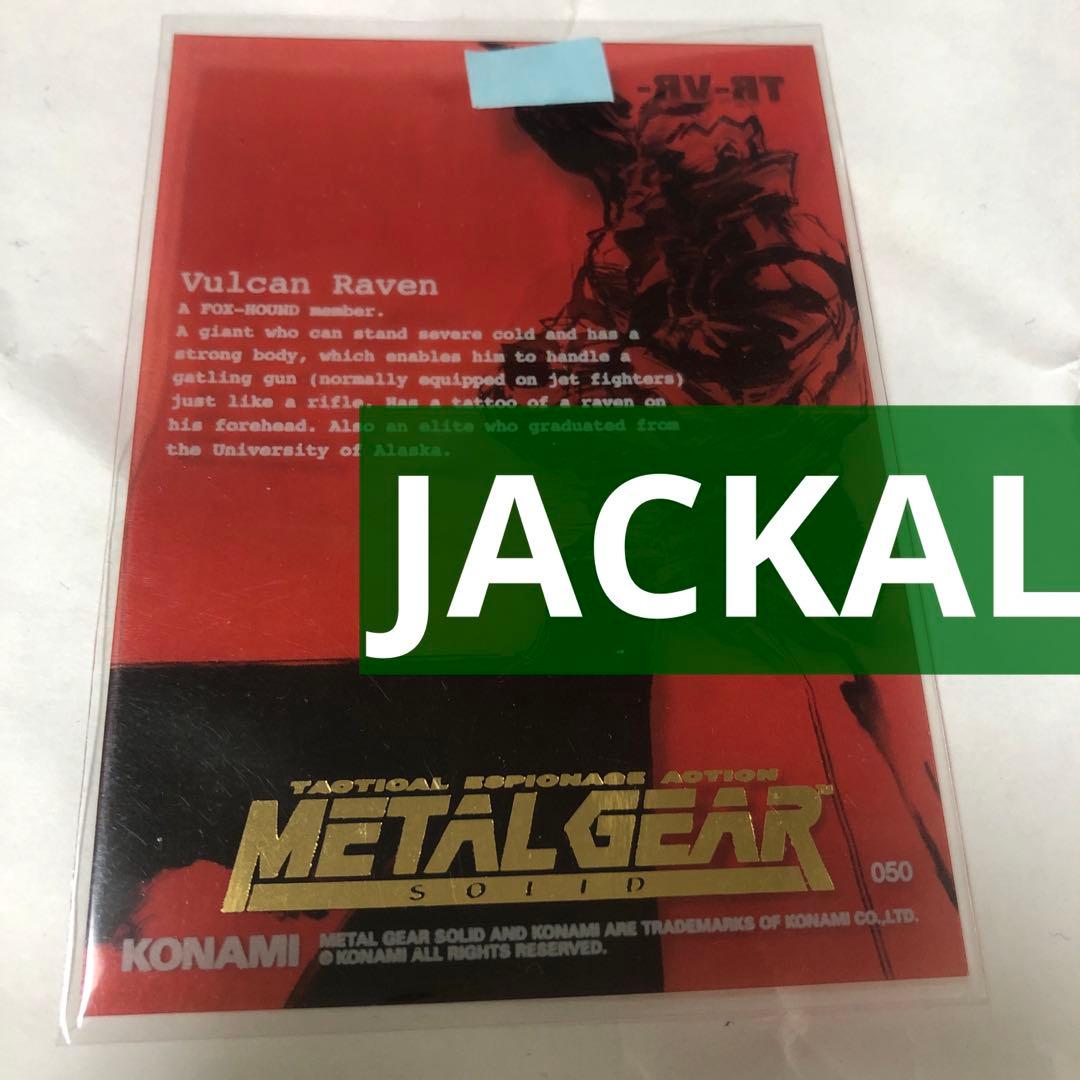 TR-VR-
Vulcan Raven
A FOX-HOUND member.
A giant who can stand severe cold and has a
strong body, which enables him to handle a
gatling gun (normally equipped on jet fighters)
just like a rifle. Has a tattoo of a raven on
his forehead. Also an elite who graduated from
the University of Alaska.
JACKAL
TACTICAL ESPIONAGE ACTION
METAL GEAR™
SOLID
050
KONAMI
METAL GEAR SOLID AND KONAMI ARE TRADEMARKS OF KONAMI CO.,LTD.
©KONAMI ALL RIGHTS RESERVED.